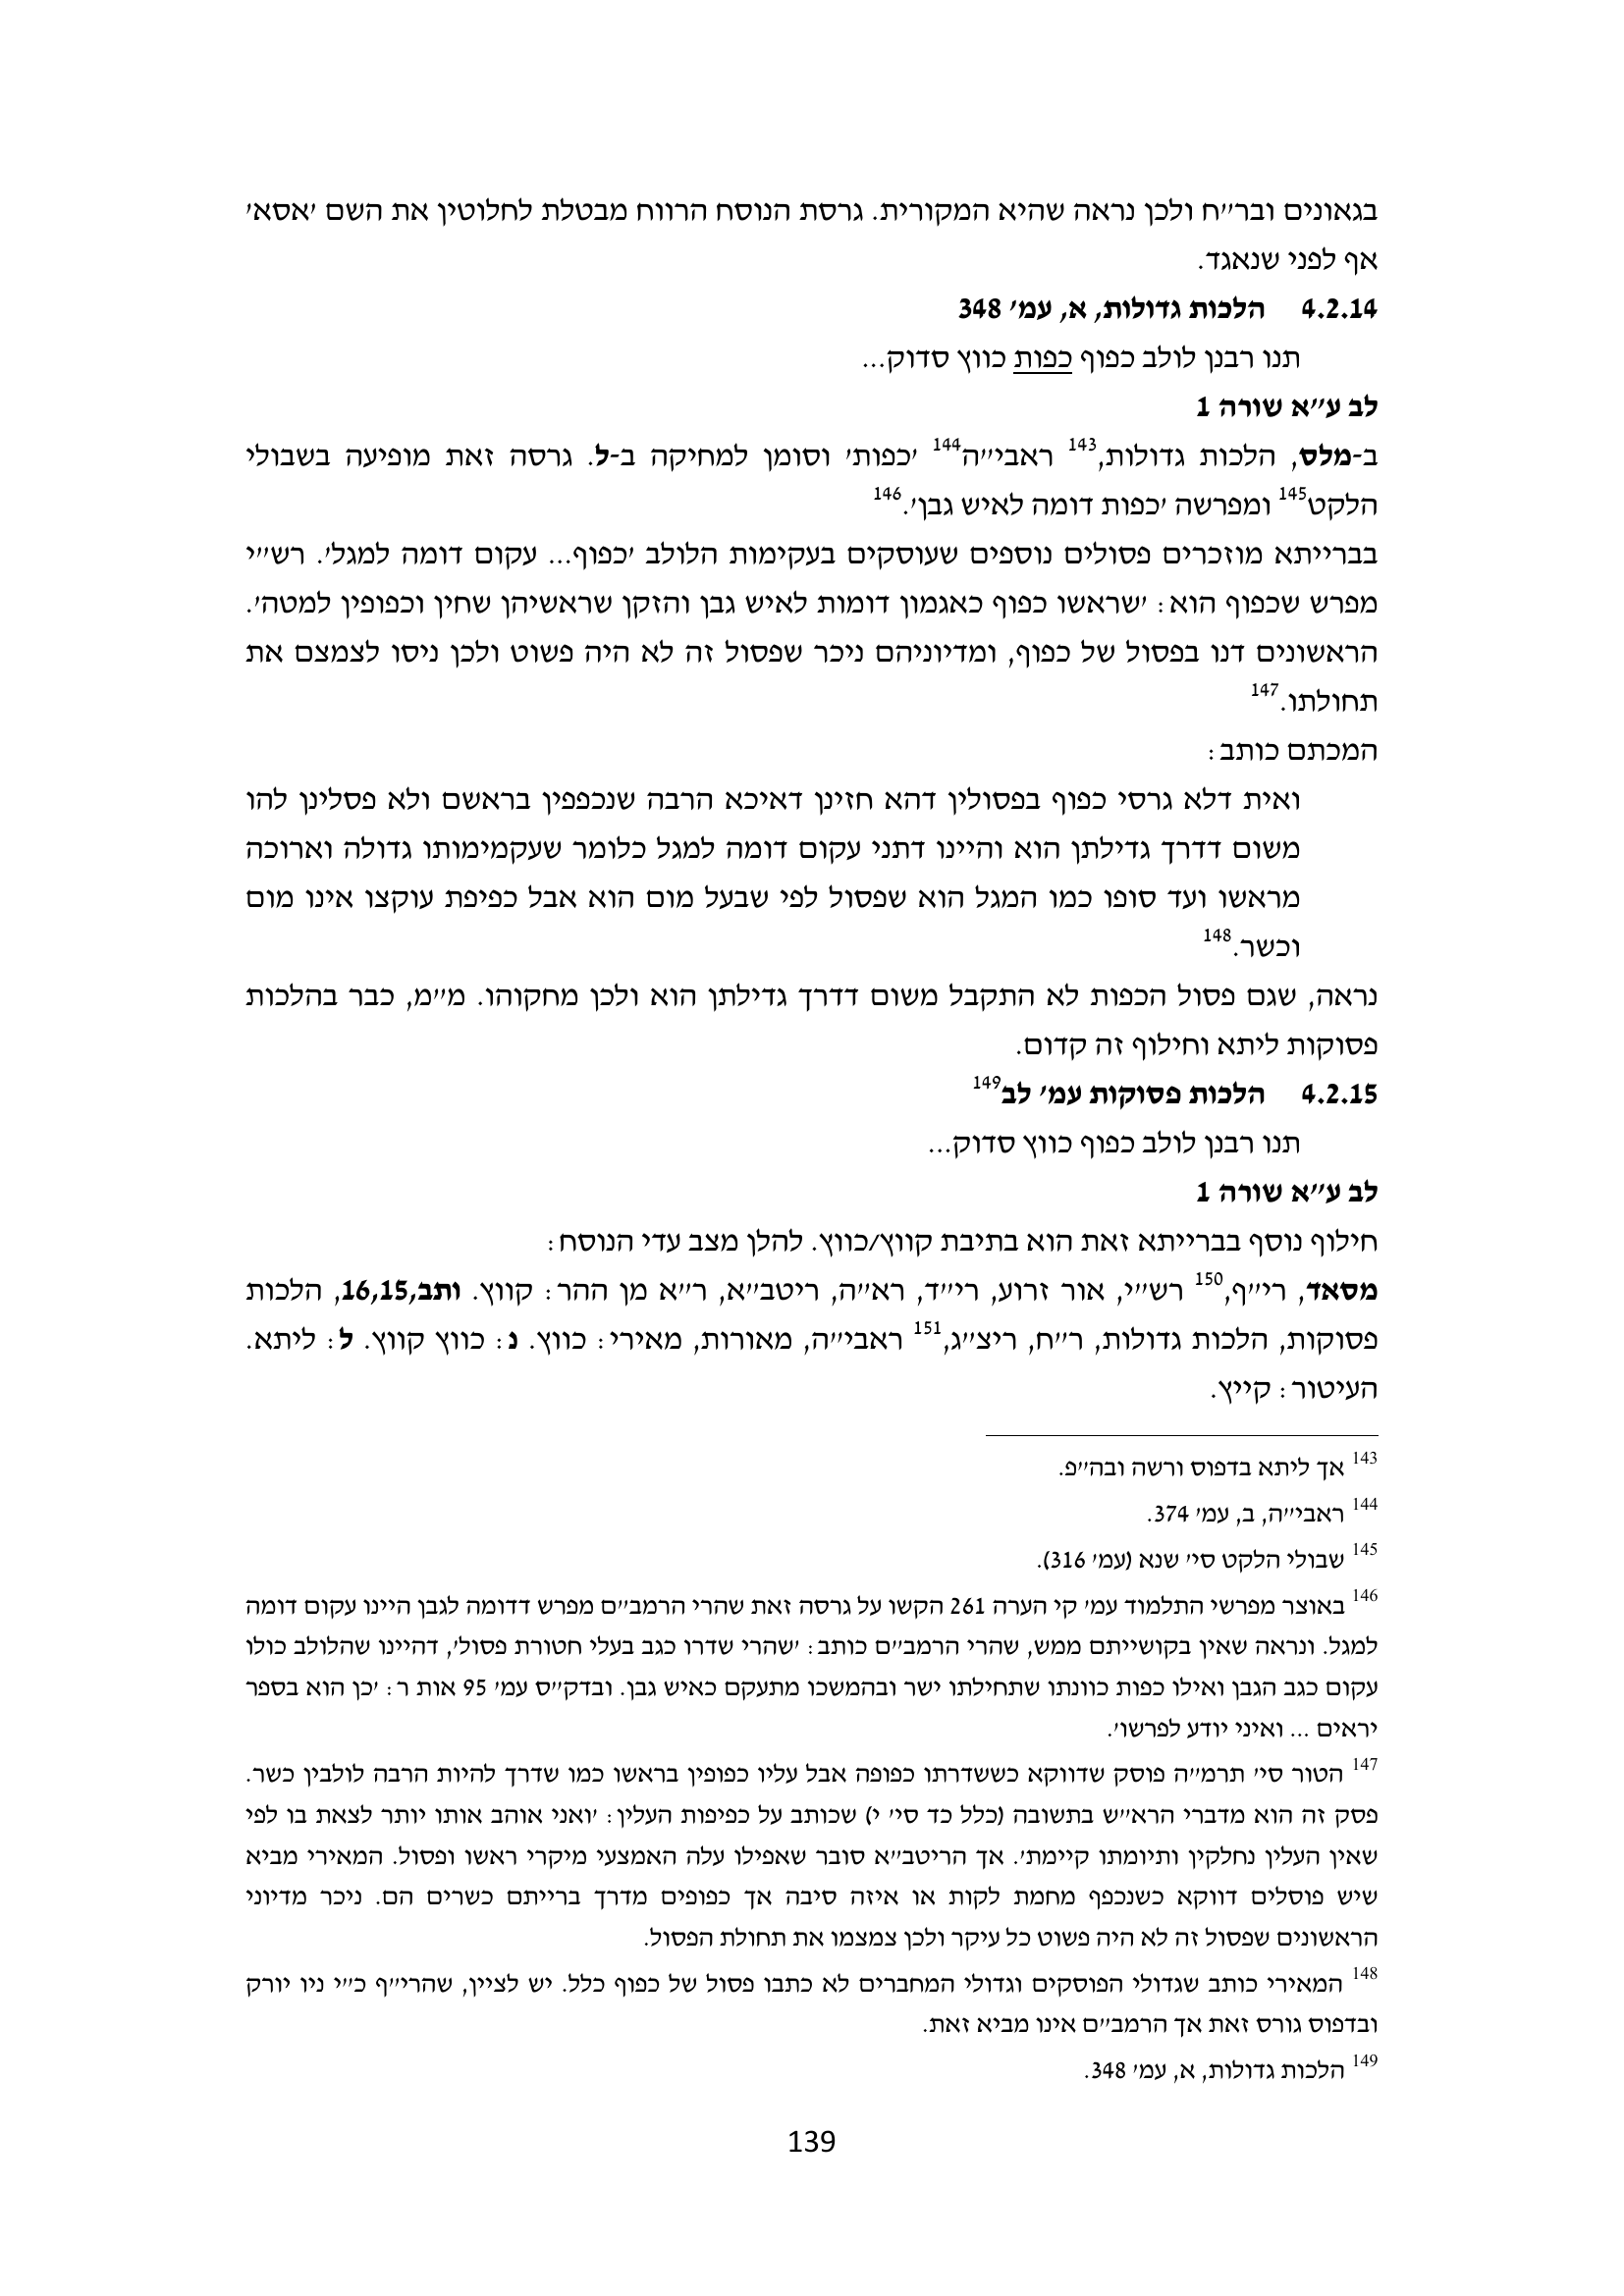 בגאונים ובר"ח ולכן נראה שהיא המקורית. גרסת הנוסח הרווח מבטלת לחלוטין את השם 'אסא'
אף לפני שנאגד.
4.2.14 הלכות גדולות, א, עמ' 348
תנו רבנן לולב כפוף כפות כווץ סדוק...
לב ע"א שורה 1
ב-מלס, הלכות גדולות,143 ראבי"ה144 'כפות' וסומן למחיקה ב-ל. גרסה זאת מופיעה בשבולי
הלקט145 ומפרשה 'כפות דומה לאיש גבן'.146
בברייתא מוזכרים פסולים נוספים שעוסקים בעקימות הלולב 'כפוף... עקום דומה למגל'. רש"י
מפרש שכפוף הוא: 'שראשו כפוף כאגמון דומות לאיש גבן והזקן שראשיהן שחין וכפופין למטה'.
הראשונים דנו בפסול של כפוף, ומדיוניהם ניכר שפסול זה לא היה פשוט ולכן ניסו לצמצם את
תחולתו.147
המכתם כותב:
ואית דלא גרסי כפוף בפסולין דהא חזינן דאיכא הרבה שנכפפין בראשם ולא פסלינן להו
משום דדרך גדילתן הוא והיינו דתני עקום דומה למגל כלומר שעקמימותו גדולה וארוכה
מראשו ועד סופו כמו המגל הוא שפסול לפי שבעל מום הוא אבל כפיפת עוקצו אינו מום
וכשר.148
נראה, שגם פסול הכפות לא התקבל משום דדרך גדילתן הוא ולכן מחקוהו. מ"מ, כבר בהלכות
פסוקות ליתא וחילוף זה קדום.
4.2.15 הלכות פסוקות עמ' לב149
תנו רבנן לולב כפוף כווץ סדוק...
לב ע"א שורה 1
חילוף נוסף בברייתא זאת הוא בתיבת קווץ/כווץ. להלן מצב עדי הנוסח:
מסאד, רי"ף,150 רש"י, אור זרוע, רי"ד, רא"ה, ריטב"א, ר"א מן ההר: קווץ. ותב,16,15, הלכות
פסוקות, הלכות גדולות, ר"ח, ריצ"ג,151 ראבי"ה, מאורות, מאירי: כווץ. נ: כווץ קווץ. ל: ליתא.
העיטור: קייץ.
143 אך ליתא בדפוס ורשה ובה"פ.
144 ראבי"ה, ב, עמ' 374.
145 שבולי הלקט סי' שנא (עמ' 316).
146 באוצר מפרשי התלמוד עמ' קי הערה 261 הקשו על גרסה זאת שהרי הרמב"ם מפרש דדומה לגבן היינו עקום דומה
למגל. ונראה שאין בקושייתם ממש, שהרי הרמב"ם כותב: 'שהרי שדרו כגב בעלי חטורת פסול', דהיינו שהלולב כולו
עקום כגב הגבן ואילו כפות כוונתו שתחילתו ישר ובהמשכו מתעקם כאיש גבן. ובדק"ס עמ' 95 אות ר: 'כן הוא בספר
יראים ... ואיני יודע לפרשו'.
147 הטור סי' תרמ"ה פוסק שדווקא כששדרתו כפופה אבל עליו כפופין בראשו כמו שדרך להיות הרבה לולבין כשר.
פסק זה הוא מדברי הרא"ש בתשובה (כלל כד סי' י) שכותב על כפיפות העלין: 'ואני אוהב אותו יותר לצאת בו לפי
שאין העלין נחלקין ותיומתו קיימת'. אך הריטב"א סובר שאפילו עלה האמצעי מיקרי ראשו ופסול. המאירי מביא
שיש פוסלים דווקא כשנכפף מחמת לקות או איזה סיבה אך כפופים מדרך ברייתם כשרים הם. ניכר מדיוני
הראשונים שפסול זה לא היה פשוט כל עיקר ולכן צמצמו את תחולת הפסול.
148 המאירי כותב שגדולי הפוסקים וגדולי המחברים לא כתבו פסול של כפוף כלל. יש לציין, שהרי"ף כ"י ניו יורק
ובדפוס גורס זאת אך הרמב"ם אינו מביא זאת.
149 הלכות גדולות, א, עמ' 348.
139